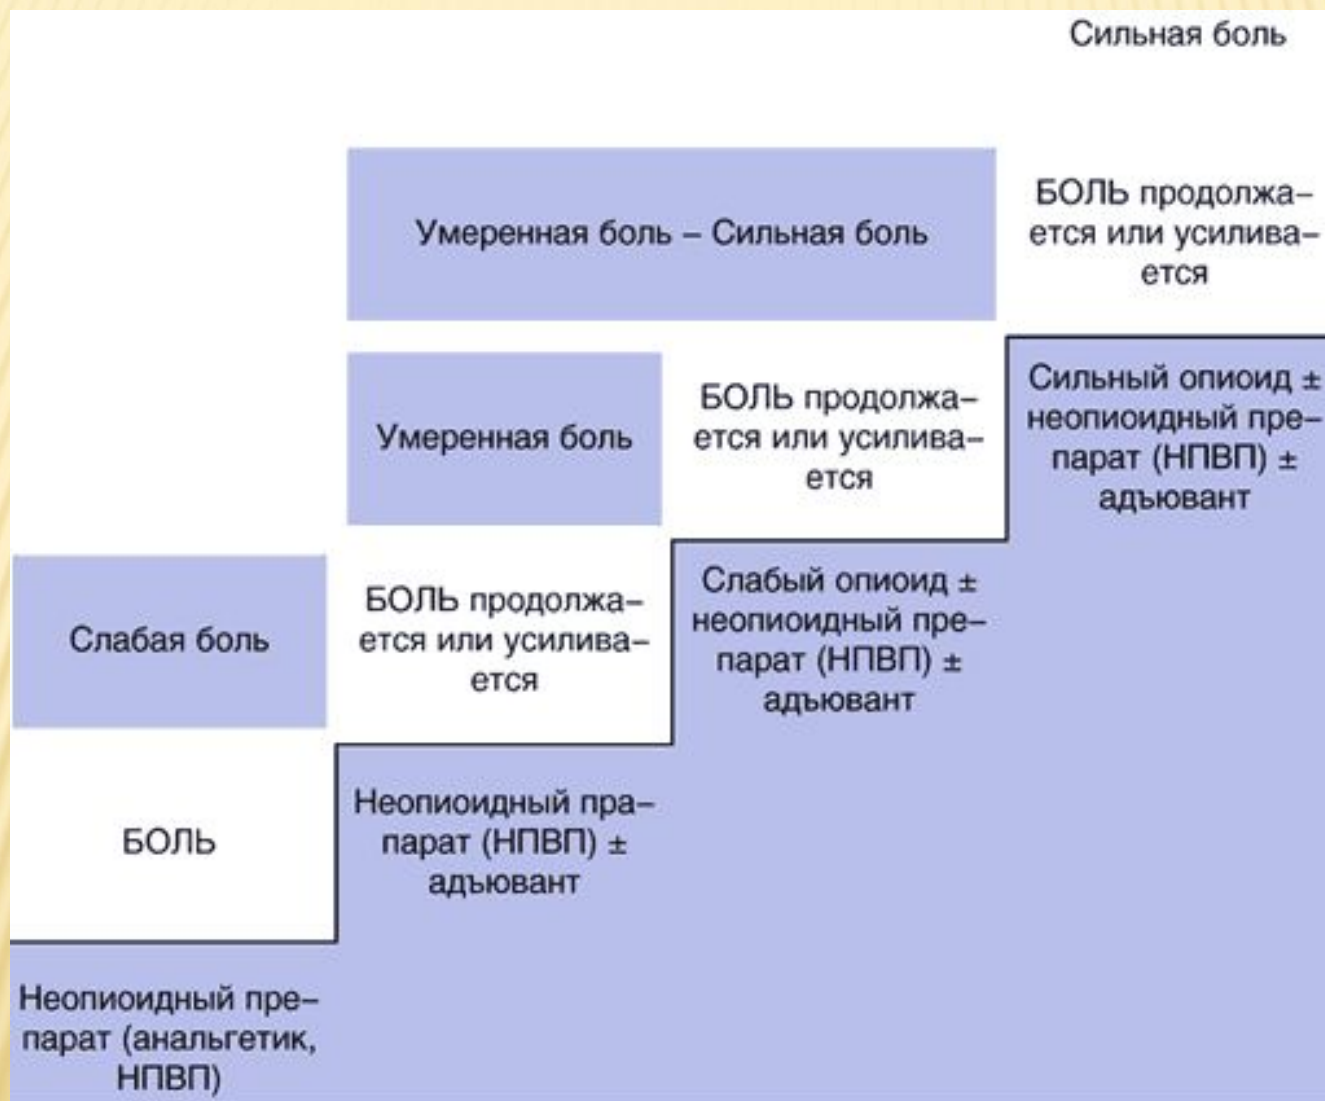 Сильная боль
Умеренная боль – Сильная боль
БОЛЬ продолжа–
ется или усилива–
ется
Умеренная боль
БОЛЬ продолжа–
ется или усилива–
ется
Сильный опиоид ±
неопиоидный пре–
парат (НПВП) ±
адъювант
Слабая боль
БОЛЬ продолжа–
ется или усилива–
ется
Слабый опиоид ±
неопиоидный пре–
парат (НПВП) ±
адъювант
БОЛЬ
Неопиоидный пра–
парат (НПВП) ±
адъювант
Неопиоидный пре–
парат (анальгетик,
НПВП)